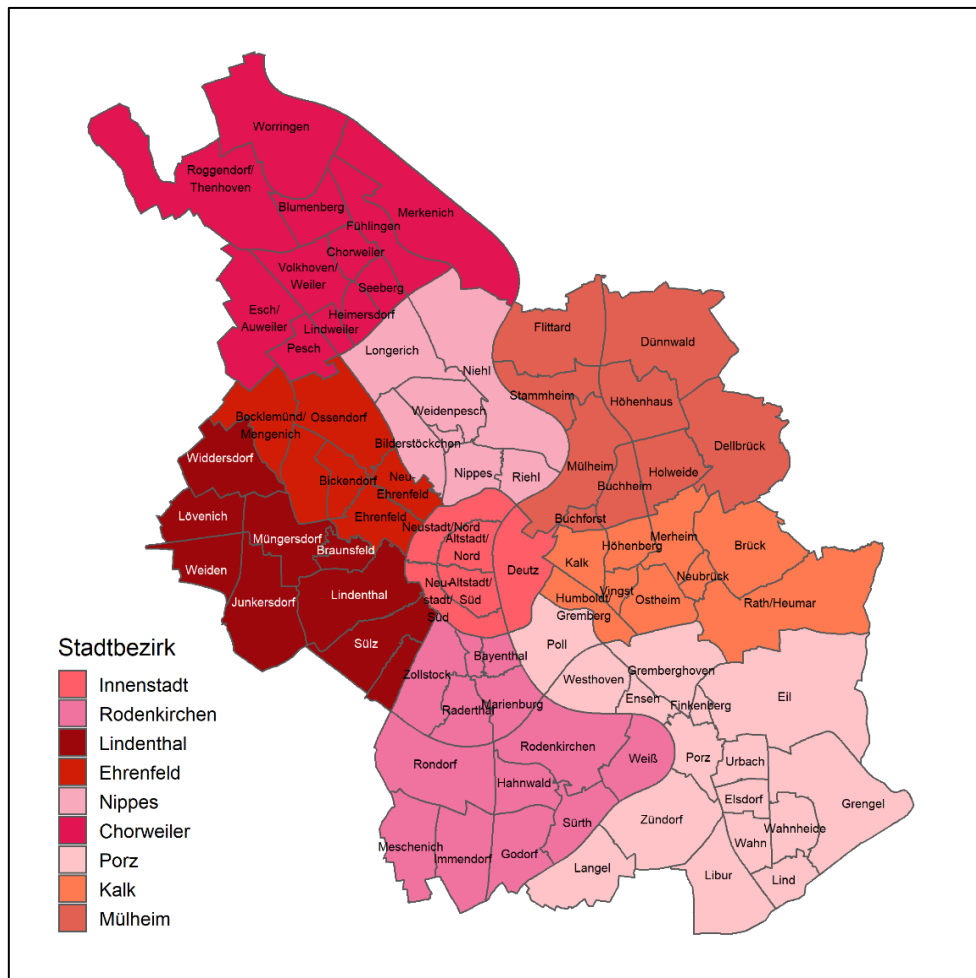 Worringen
Roggendorf/
Thenhoven
Blumenberg
Merkenich
Fühlingen
Chorweiler
Volkhoven/
Weiler
Seeberg
Esch/
Auweiler
Heimersdorf
Lindweiler
Pesch
Longerich
Niehl
Weidenpesch
Bilderstöckchen
Nippes
Riehl
Flittard
Dünnwald
Stammheim
Höhenhaus
Dellbrück
Mülheim
Holweide
Buchheim
Buchforst
Bocklemünd/
Mengenich
Ossendorf
Bickendorf
Neu-
Ehrenfeld
Ehrenfeld
Widdersdorf
Lövenich
Müngersdorf
Braunsfeld
Weiden
Junkersdorf
Lindenthal
Sülz
Neustadt/Nord
Altstadt/
Nord
Deutz
Neu-
stadt/
Süd
Altstadt/
Süd
Kalk
Höhenberg
Merheim
Brück
Neubrück
Vingst
Ostheim
Humboldt/
Gremberg
Rath/Heumar
Poll
Westhoven
Gremberghoven
Ensen
Finkenberg
Eil
Porz
Urbach
Elsdorf
Grengel
Wahnheide
Wahn
Zündorf
Langel
Libur
Lind
Bayenthal
Zollstock
Raderthal
Marienburg
Rodenkirchen
Weiß
Rondorf
Hahnwald
Sürth
Meschenich
Immendorf
Godorf
Stadtbezirk
Innenstadt
Rodenkirchen
Lindenthal
Ehrenfeld
Nippes
Chorweiler
Porz
Kalk
Mülheim